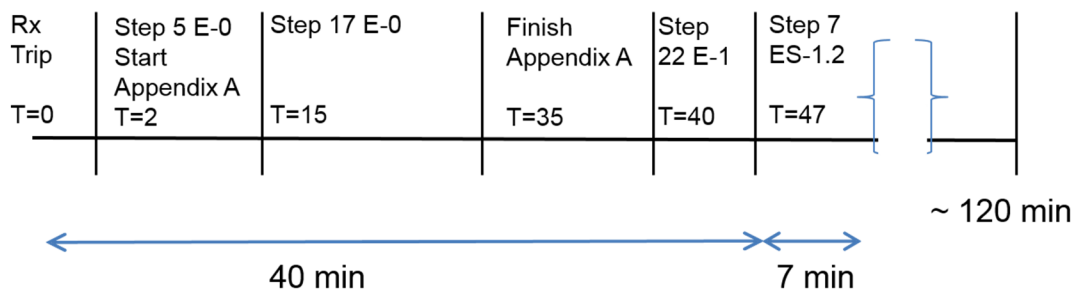 Rx
Trip
T=0
Step 5 E-0
Start
Appendix A
T=2
Step 17 E-0
T=15
Finish
Appendix A
T=35
Step
22 E-1
T=40
Step 7
ES-1.2
T=47
~ 120 min
40 min
7 min